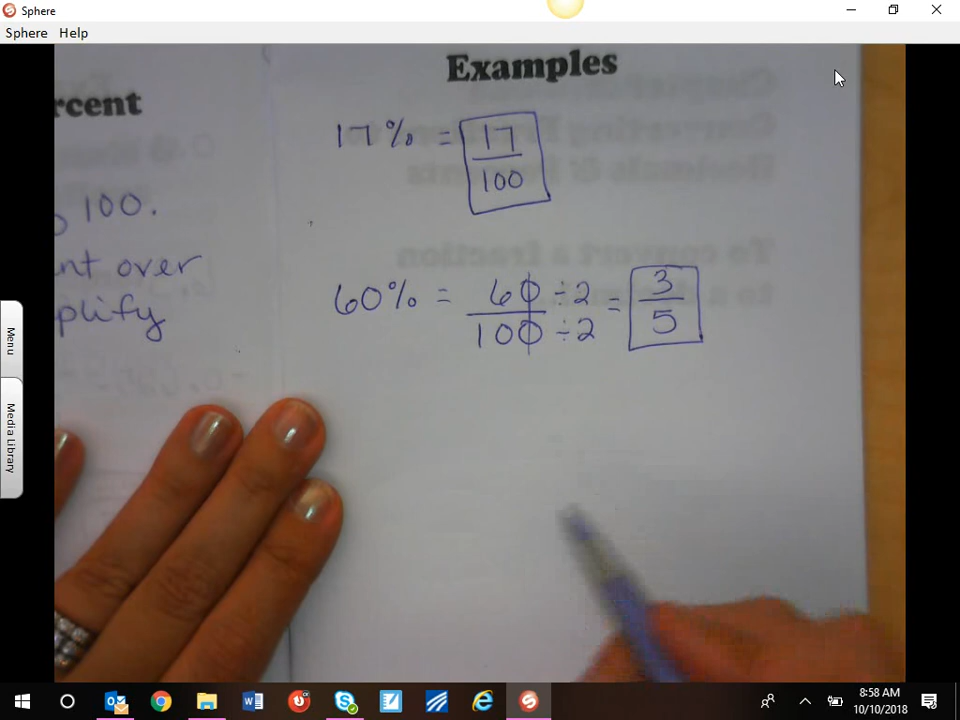 Sphere
Sphere Help
Examples
rcent
17% = 17/100
100.
nt over
plify
60% = 60 ÷2 / 100 ÷2 = 3/5
Menu
Media Library
8:58 AM
10/10/2018